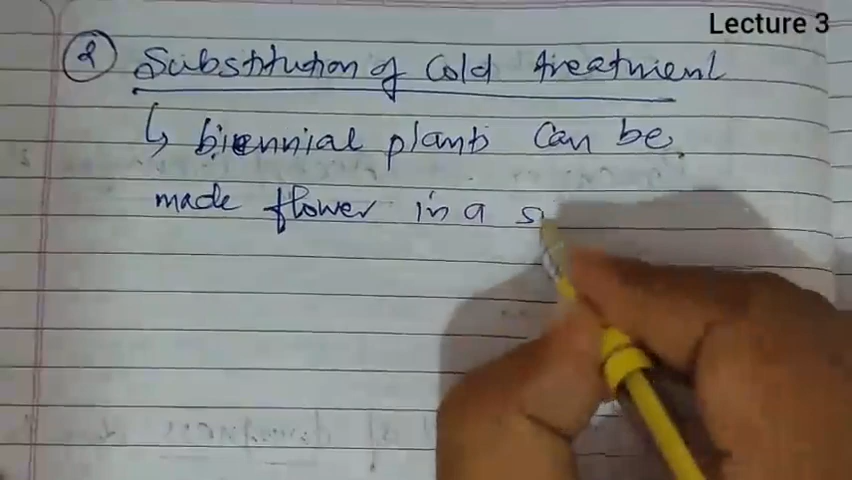 Lecture 3
2 Substitution of Cold treatment
↳ biennial plants can be
made flower in a s